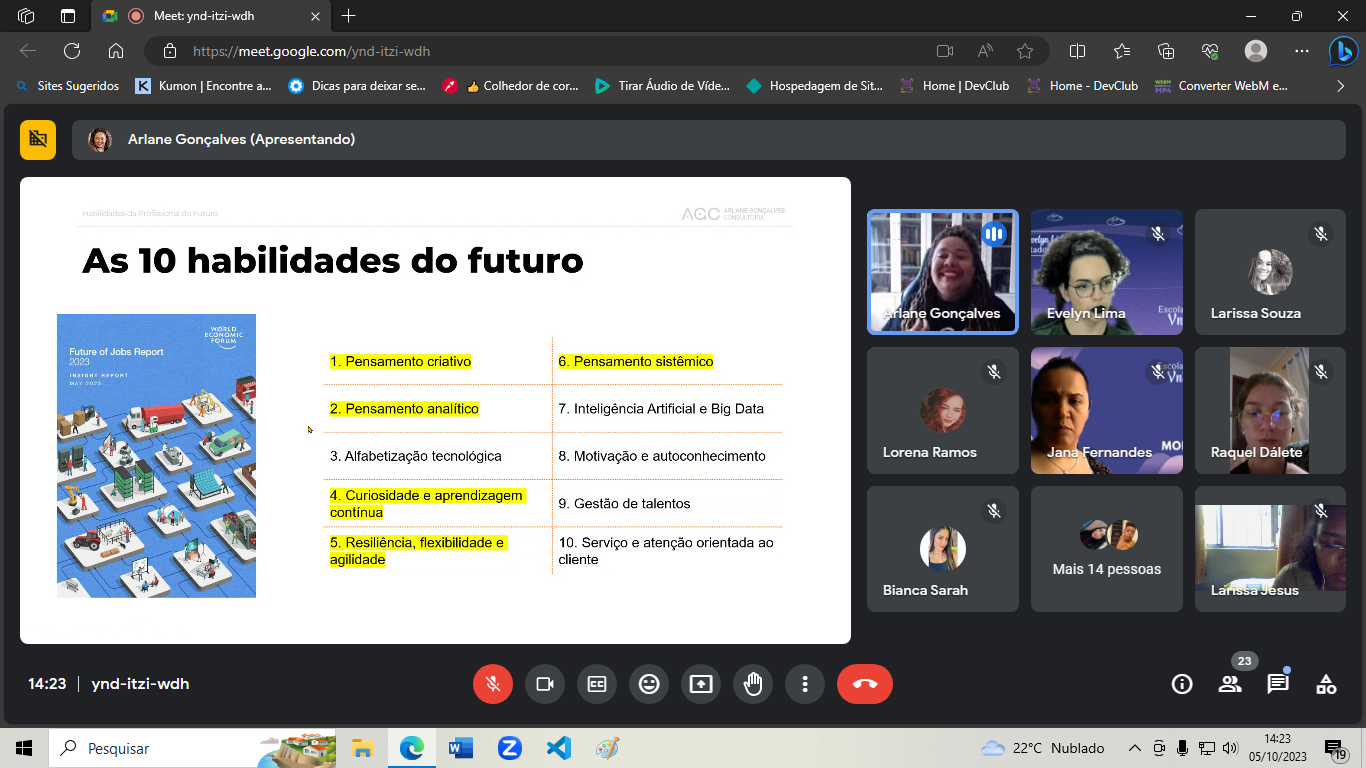 Meet: ynd-itzi-wdh
https://meet.google.com/ynd-itzi-wdh
Sites Sugeridos
K
Kumon | Encontre a...
Dicas para deixar se...
Colhedor de cor...
Tirar Áudio de Víde...
Hospedagem de Sit...
Home | DevClub
Home - DevClub
WEBM
MP4
Converter WebM e...
Arlane Gonçalves (Apresentando)
Habilidades da Profissional do Futuro
AGC ARLANE GONÇALVES
CONSULTORIA
As 10 habilidades do futuro
WORLD
ECONOMIC
FORUM
Future of Jobs Report
2023
INSIGHT REPORT
MAY 2023
1. Pensamento criativo
2. Pensamento analítico
3. Alfabetização tecnológica
4. Curiosidade e aprendizagem
contínua
5. Resiliência, flexibilidade e
agilidade
6. Pensamento sistêmico
7. Inteligência Artificial e Big Data
8. Motivação e autoconhecimento
9. Gestão de talentos
10. Serviço e atenção orientada ao
cliente
Arlane Gonçalves
Evelyn Lima
Larissa Souza
Lorena Ramos
Jana Fernandes
Raquel Dálete
Bianca Sarah
Mais 14 pessoas
Larissa Jesus
14:23 | ynd-itzi-wdh
23
Pesquisar
22°C Nublado
14:23
05/10/2023
19